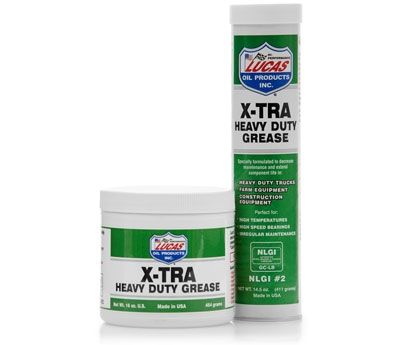 LUCAS
OIL PRODUCTS
INC.
X-TRA
HEAVY DUTY
GREASE
Specially formulated to decrease
maintenance and extend
component life in:
HEAVY DUTY TRUCKS
FARM EQUIPMENT
CONSTRUCTION
EQUIPMENT
Perfect for:
HIGH TEMPERATURES
HIGH SPEED BEARINGS
IRREGULAR MAINTENANCE
NLGI
GC-LB
NLGI #2
NET WT. 14.5 oz. (411 grams)
Made in USA
LUCAS
OIL PRODUCTS
INC.
X-TRA
HEAVY DUTY GREASE
Net Wt. 16 oz. U.S. Made in USA 454 grams